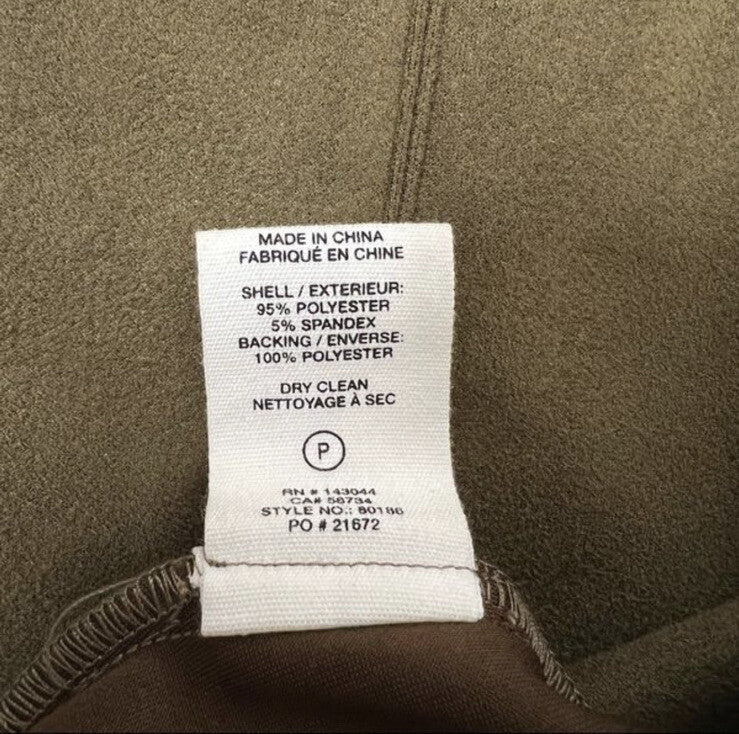 MADE IN CHINA
FABRIQUÉ EN CHINE
SHELL / EXTERIEUR:
95% POLYESTER
5% SPANDEX
BACKING / ENVERSE:
100% POLYESTER
DRY CLEAN
NETTOYAGE À SEC
P
RN # 143044
CA# 56734
STYLE NO.: 80186
PO # 21672